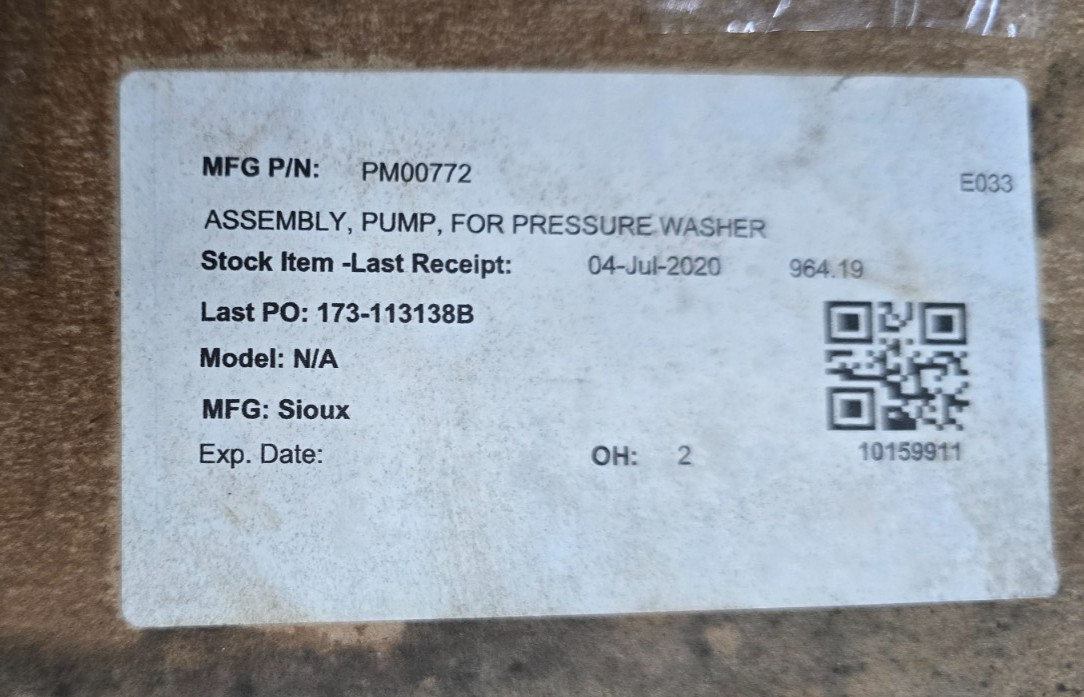 MFG P/N: PM00772
E033
ASSEMBLY, PUMP, FOR PRESSURE WASHER
Stock Item -Last Receipt: 04-Jul-2020 964.19
Last PO: 173-113138B
Model: N/A
MFG: Sioux
Exp. Date: OH: 2
10159911